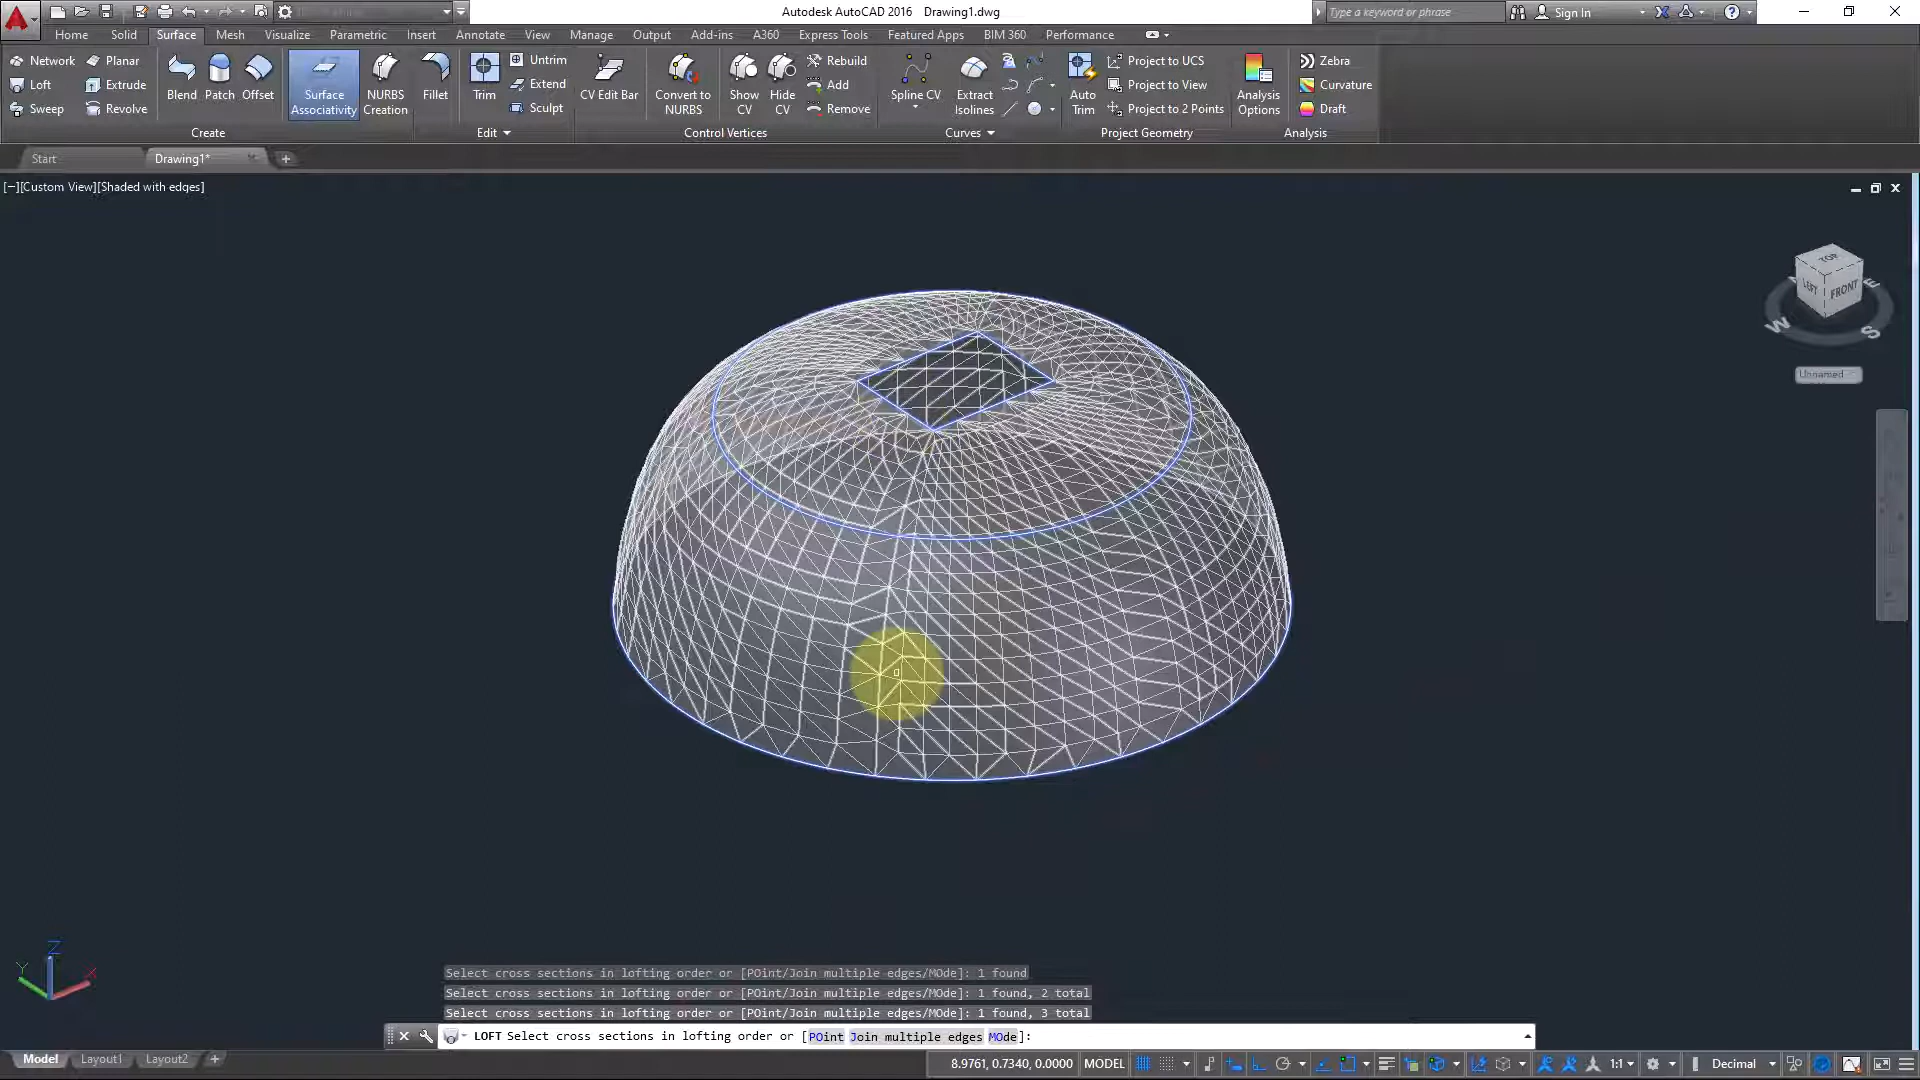 Autodesk AutoCAD 2016 Drawing1.dwg
Type a keyword or phrase
Sign In
Home Solid Surface Mesh Visualize Parametric Insert Annotate View Manage Output Add-ins A360 Express Tools Featured Apps BIM 360 Performance
Network Planar
Loft Extrude
Sweep Revolve
Blend Patch Offset
Surface Associativity
NURBS Creation
Fillet
Trim
Untrim
Extend
Sculpt
CV Edit Bar
Convert to NURBS
Show CV
Hide CV
Rebuild
Add
Remove
Spline CV
Extract Isolines
Auto Trim
Project to UCS
Project to View
Project to 2 Points
Analysis Options
Zebra
Curvature
Draft
Create Edit Control Vertices Curves Project Geometry Analysis
Start Drawing1*
[−][Custom View][Shaded with edges]
TOP
LEFT FRONT
E
W S
Unnamed
Z
Y X
Select cross sections in lofting order or [POint/Join multiple edges/MOde]: 1 found
Select cross sections in lofting order or [POint/Join multiple edges/MOde]: 1 found, 2 total
Select cross sections in lofting order or [POint/Join multiple edges/MOde]: 1 found, 3 total
LOFT Select cross sections in lofting order or [POint Join multiple edges MOde]:
Model Layout1 Layout2
8.9761, 0.7340, 0.0000 MODEL 1:1 Decimal